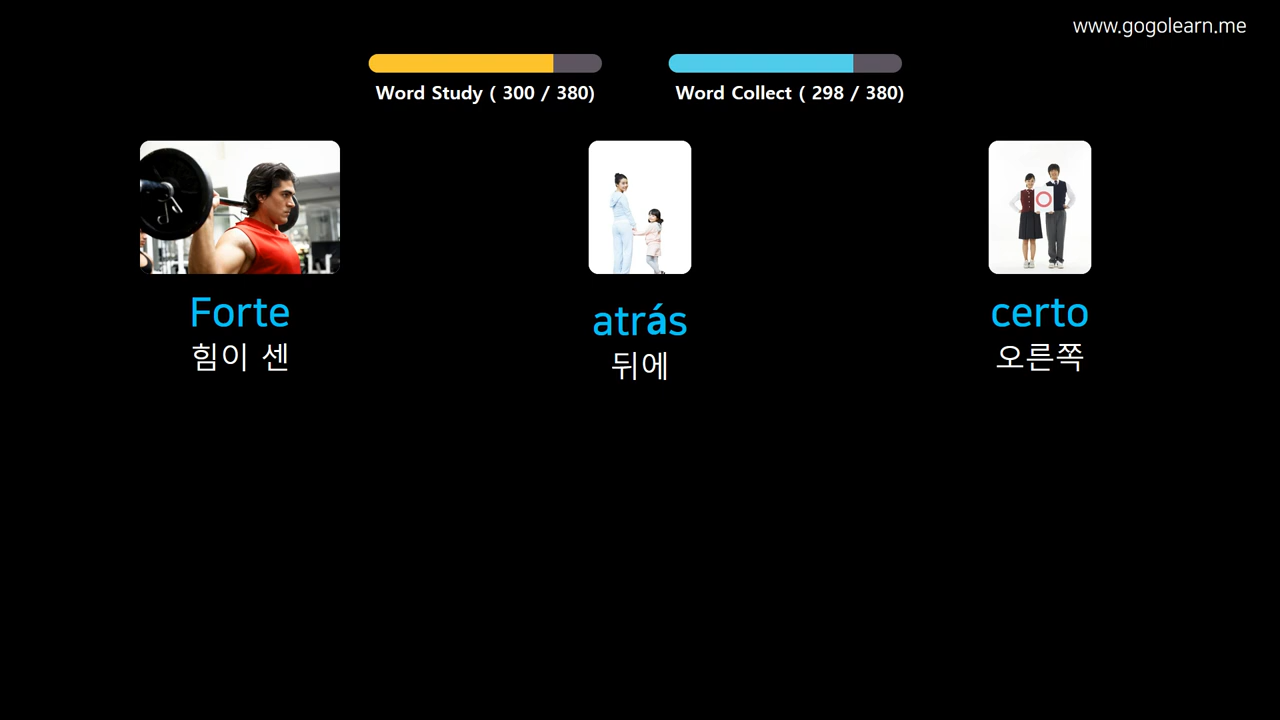 www.gogolearn.me
Word Study ( 300 / 380)
Word Collect ( 298 / 380)
Forte
힘이 센
atrás
뒤에
certo
오른쪽